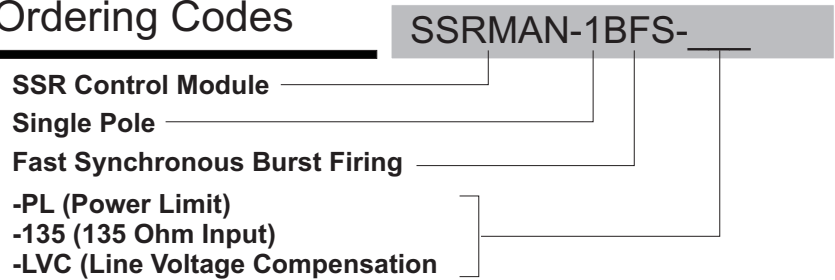 Ordering Codes
SSRMAN-1BFS-___
SSR Control Module
Single Pole
Fast Synchronous Burst Firing
-PL (Power Limit)
-135 (135 Ohm Input)
-LVC (Line Voltage Compensation